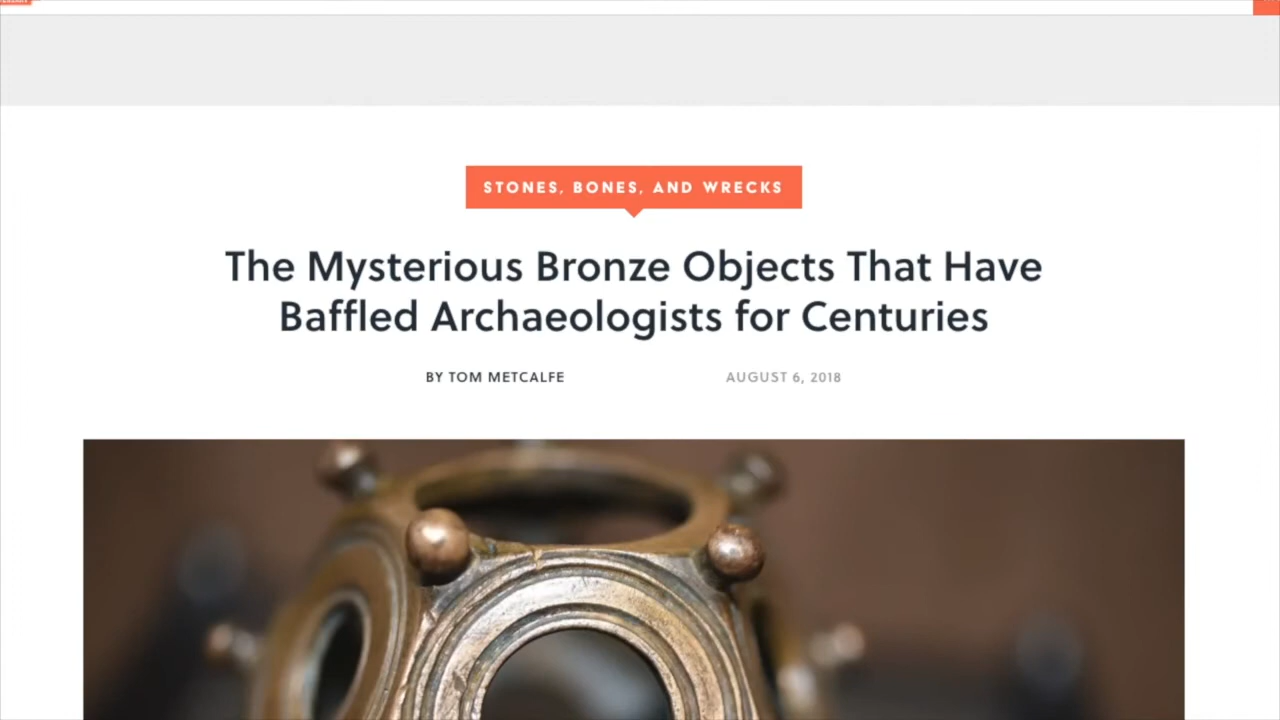 STONES, BONES, AND WRECKS
The Mysterious Bronze Objects That Have
Baffled Archaeologists for Centuries
BY TOM METCALFE
AUGUST 6, 2018